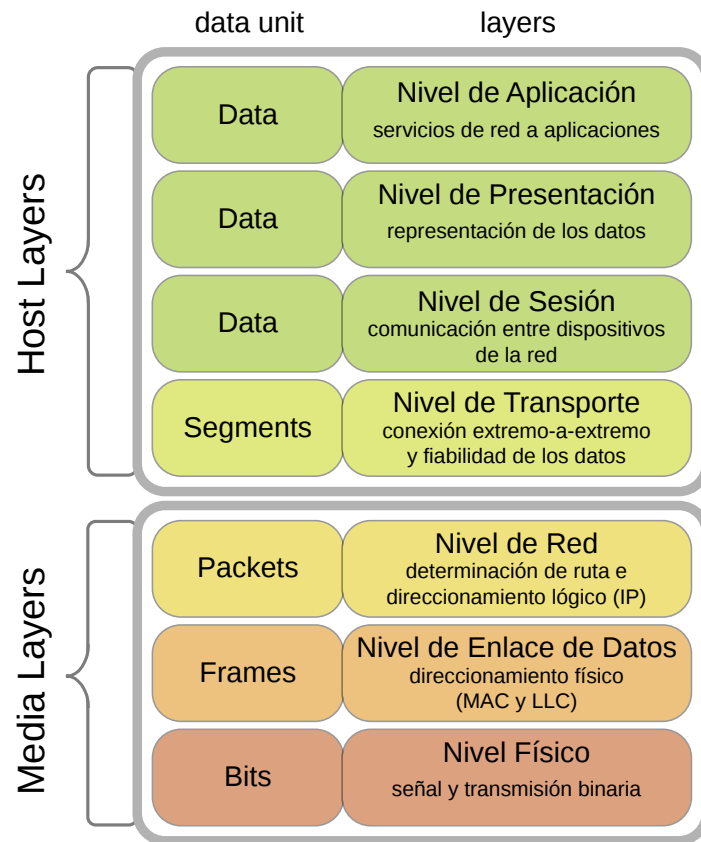 data unit
layers
Host Layers
Data
Nivel de Aplicación
servicios de red a aplicaciones
Data
Nivel de Presentación
representación de los datos
Data
Nivel de Sesión
comunicación entre dispositivos
de la red
Segments
Nivel de Transporte
conexión extremo-a-extremo
y fiabilidad de los datos
Media Layers
Packets
Nivel de Red
determinación de ruta e
direccionamiento lógico (IP)
Frames
Nivel de Enlace de Datos
direccionamiento físico
(MAC y LLC)
Bits
Nivel Físico
señal y transmisión binaria